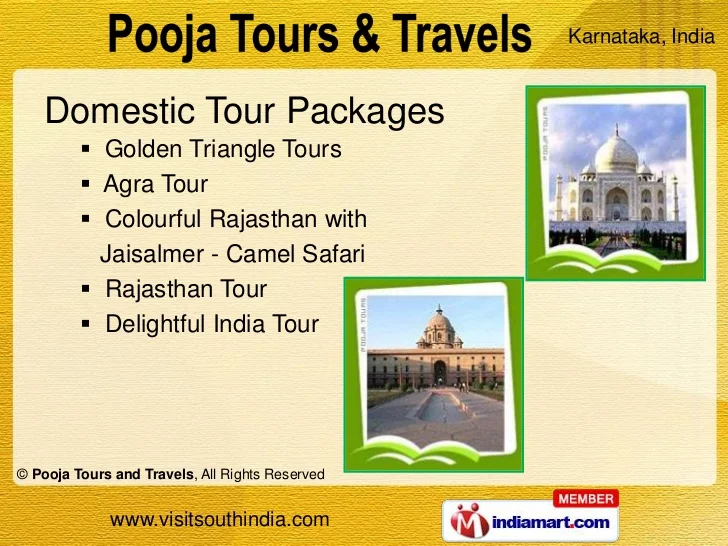 Pooja Tours & Travels
Karnataka, India
Domestic Tour Packages
▪ Golden Triangle Tours
▪ Agra Tour
▪ Colourful Rajasthan with
Jaisalmer - Camel Safari
▪ Rajasthan Tour
▪ Delightful India Tour
POOJA TOURS
POOJA TOURS
© Pooja Tours and Travels, All Rights Reserved
www.visitsouthindia.com
MEMBER
M indiamart.com